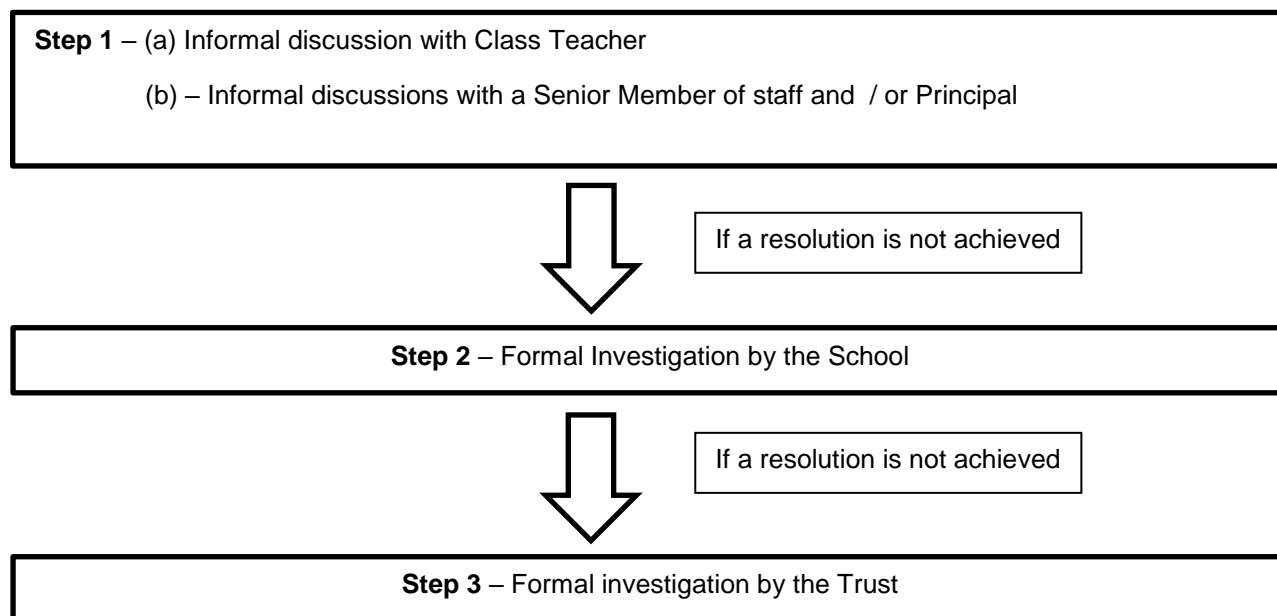 Step 1 – (a) Informal discussion with Class Teacher
(b) – Informal discussions with a Senior Member of staff and / or Principal
If a resolution is not achieved
Step 2 – Formal Investigation by the School
If a resolution is not achieved
Step 3 – Formal investigation by the Trust